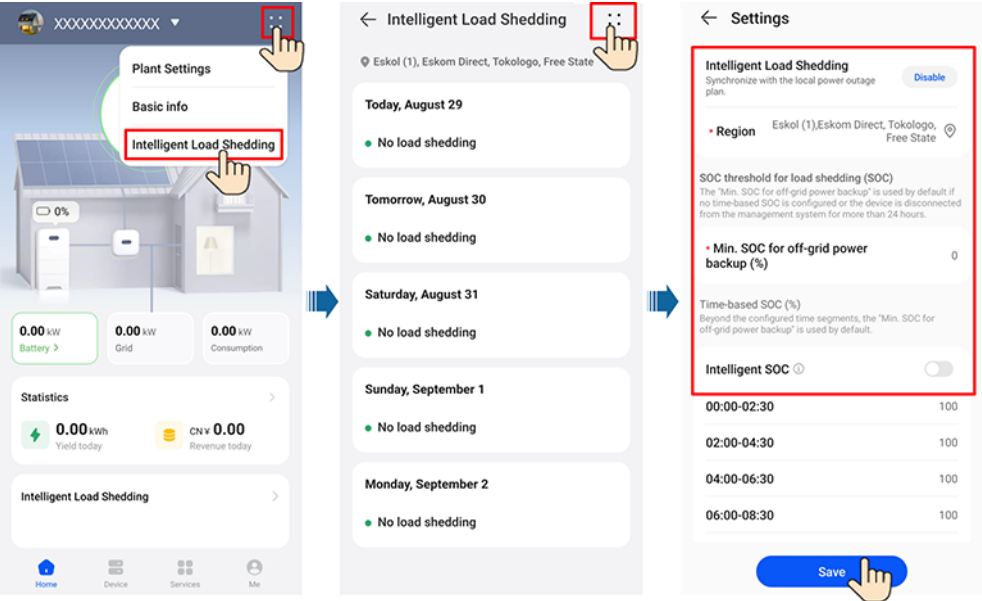 XXXXXXXXXXXX ▼
Plant Settings
Basic info
Intelligent Load Shedding
0%
0.00 kW
Battery >
0.00 kW
Grid
0.00 kW
Consumption
Statistics
0.00 kWh
Yield today
CN¥ 0.00
Revenue today
Intelligent Load Shedding
Home
Device
Services
Me
Intelligent Load Shedding
Eskol (1), Eskom Direct, Tokologo, Free State
Today, August 29
No load shedding
Tomorrow, August 30
No load shedding
Saturday, August 31
No load shedding
Sunday, September 1
No load shedding
Monday, September 2
No load shedding
Settings
Intelligent Load Shedding
Synchronize with the local power outage
plan.
Disable
• Region
Eskol (1),Eskom Direct, Tokologo,
Free State
SOC threshold for load shedding (SOC)
The "Min. SOC for off-grid power backup" is used by default if
no time-based SOC is configured or the device is disconnected
from the management system for more than 24 hours.
• Min. SOC for off-grid power
backup (%)
0
Time-based SOC (%)
Beyond the configured time segments, the "Min. SOC for
off-grid power backup" is used by default.
Intelligent SOC
00:00-02:30
100
02:00-04:30
100
04:00-06:30
100
06:00-08:30
100
Save